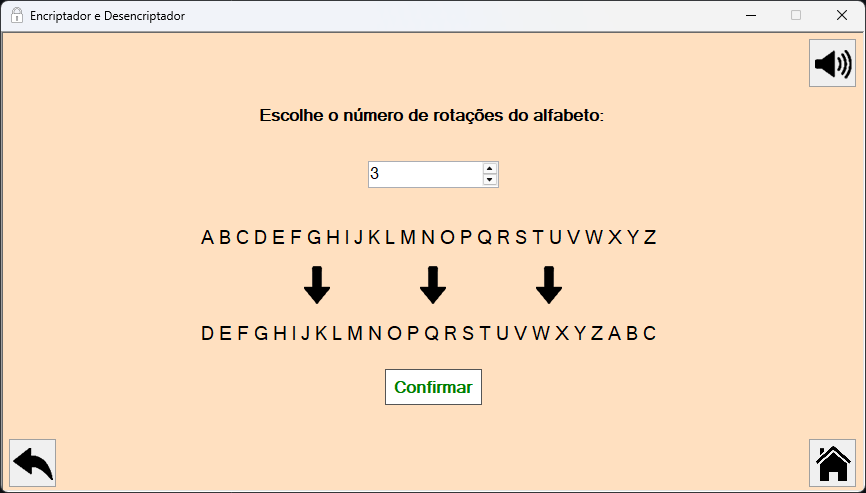 Encriptador e Desencriptador
Escolhe o número de rotações do alfabeto:
3
A B C D E F G H I J K L M N O P Q R S T U V W X Y Z
D E F G H I J K L M N O P Q R S T U V W X Y Z A B C
Confirmar